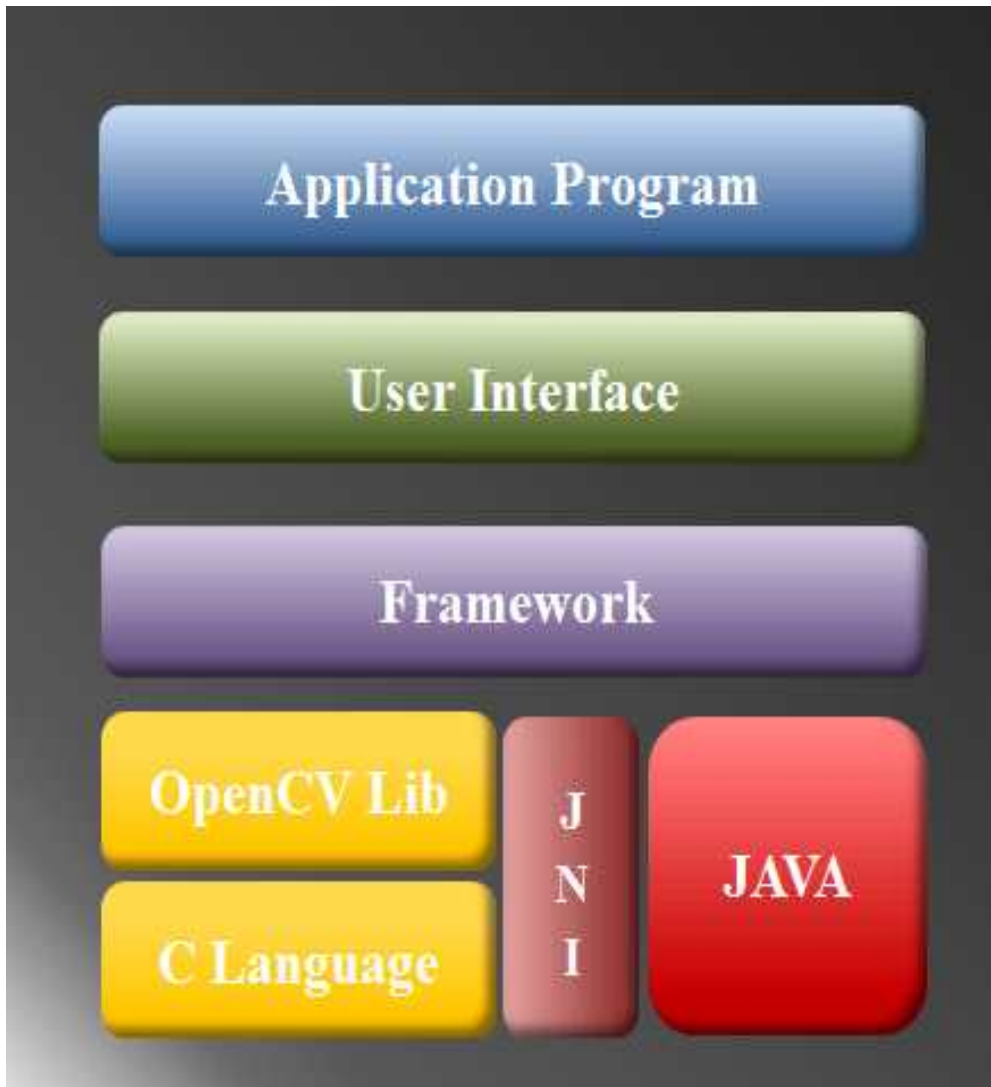 Application Program
User Interface
Framework
OpenCV Lib
C Language
J
N
I
JAVA